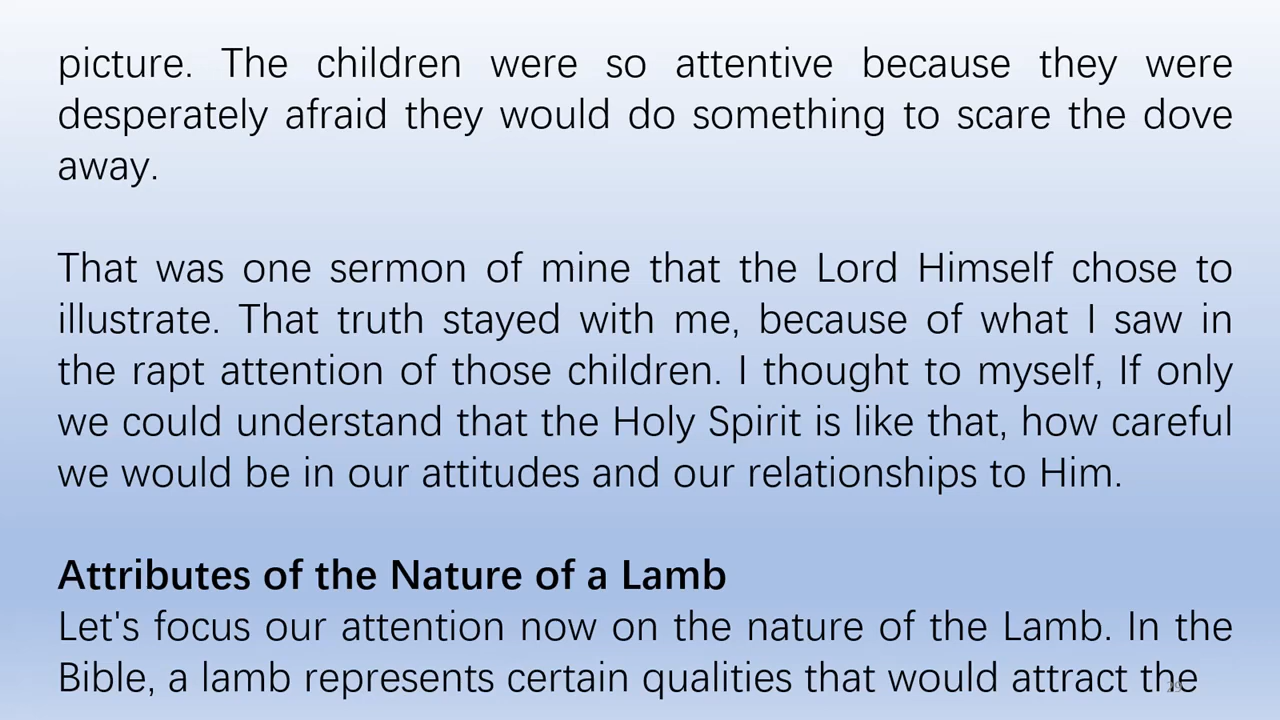 picture. The children were so attentive because they were
desperately afraid they would do something to scare the dove
away.
That was one sermon of mine that the Lord Himself chose to
illustrate. That truth stayed with me, because of what I saw in
the rapt attention of those children. I thought to myself, If only
we could understand that the Holy Spirit is like that, how careful
we would be in our attitudes and our relationships to Him.
Attributes of the Nature of a Lamb
Let's focus our attention now on the nature of the Lamb. In the
Bible, a lamb represents certain qualities that would attract the